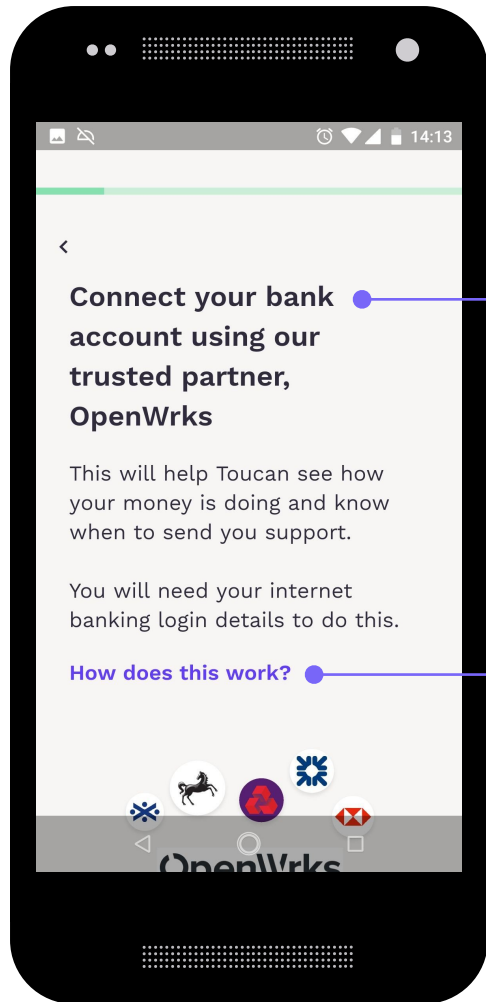 14:13
Connect your bank
account using our
trusted partner,
OpenWrks
This will help Toucan see how
your money is doing and know
when to send you support.
You will need your internet
banking login details to do this.
How does this work?
OpenWrks